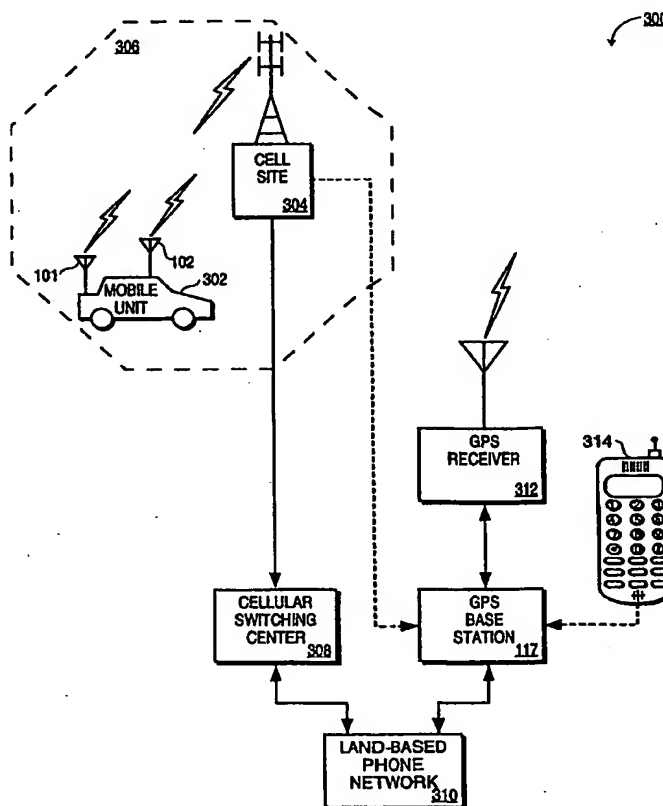 300
306
CELL
SITE
304
101
102
302
MOBILE
UNIT
GPS
RECEIVER
312
314
CELLULAR
SWITCHING
CENTER
308
GPS
BASE
STATION
117
LAND-BASED
PHONE
NETWORK
310